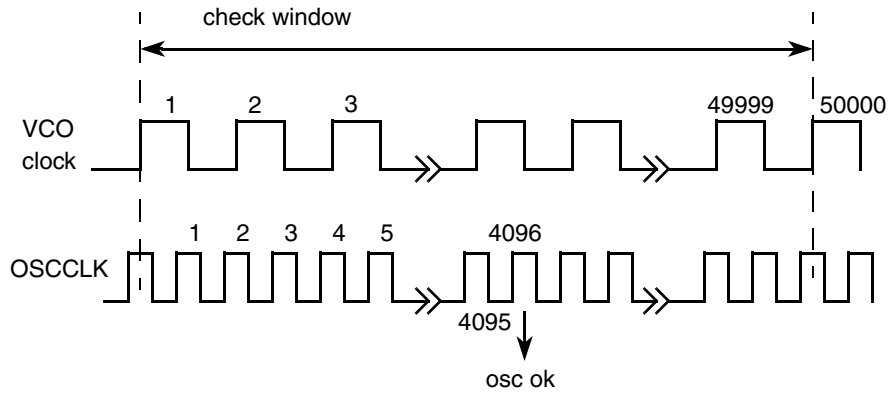 check window
1 2 3 49999 50000
VCO
clock
1 2 3 4 5 4096
OSCCLK
4095
osc ok